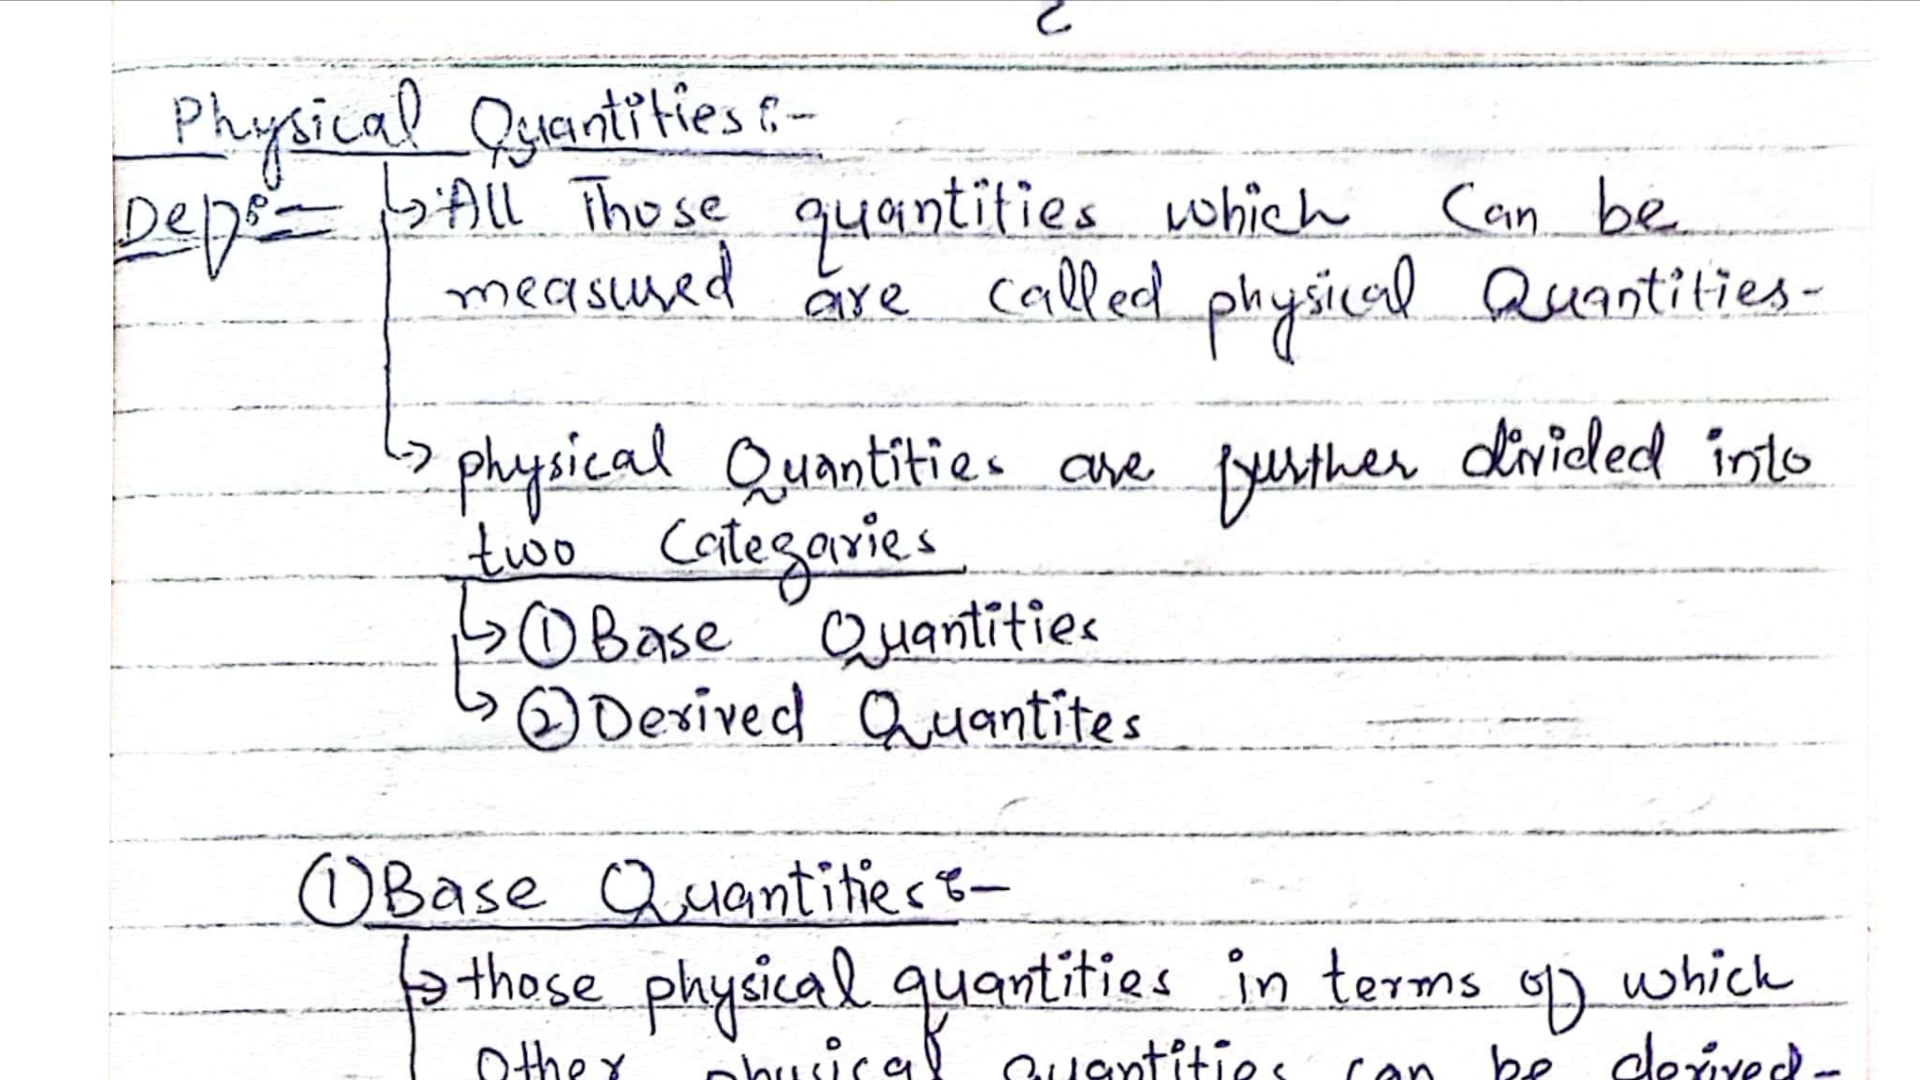 Physical Quantities:-
Def:= ↳ All Those quantities which Can be
measured are called physical Quantities-
↳ physical Quantities are further divided into
two Categories
↳ ① Base Quantities
↳ ② Derived Quantites
① Base Quantities:-
↳ those physical quantities in terms of which
Other physical quantities can be derived-